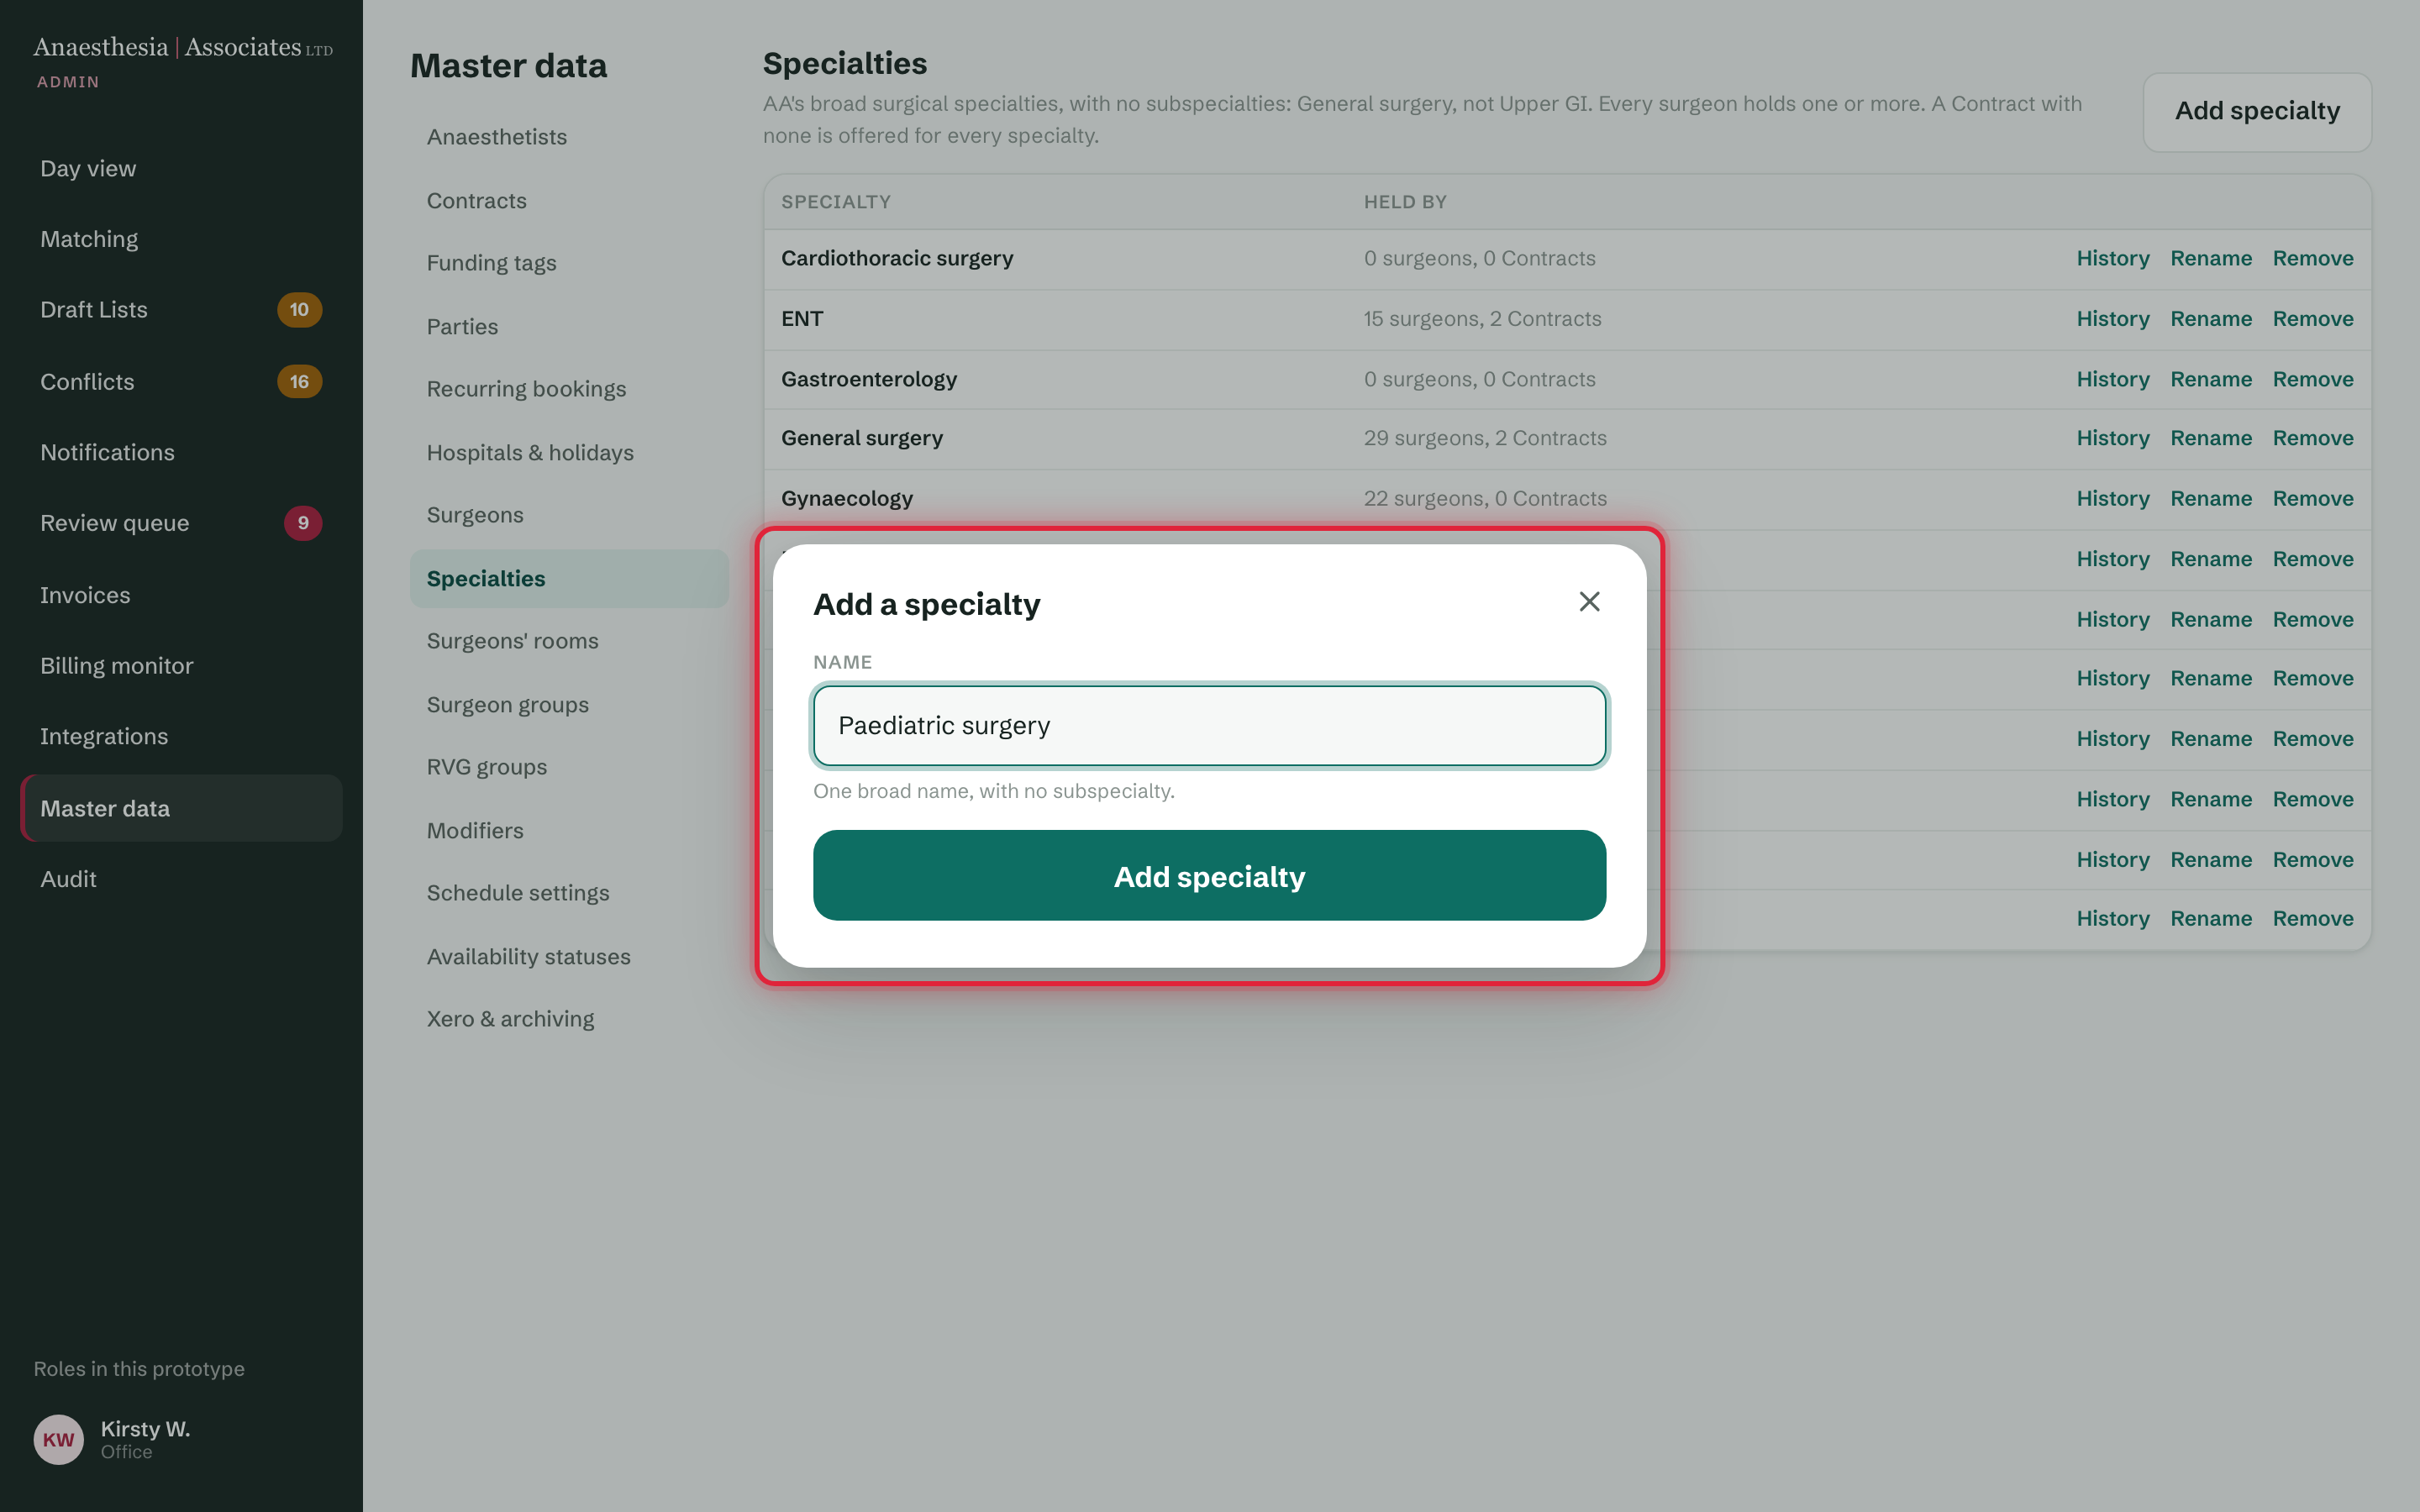 Anaesthesia | Associates LTD
ADMIN
Day view
Matching
Draft Lists 10
Conflicts 16
Notifications
Review queue 9
Invoices
Billing monitor
Integrations
Master data
Audit
Roles in this prototype
KW
Kirsty W.
Office
Master data
Anaesthetists
Contracts
Funding tags
Parties
Recurring bookings
Hospitals & holidays
Surgeons
Specialties
Surgeons' rooms
Surgeon groups
RVG groups
Modifiers
Schedule settings
Availability statuses
Xero & archiving
Specialties
AA's broad surgical specialties, with no subspecialties: General surgery, not Upper GI. Every surgeon holds one or more. A Contract with
none is offered for every specialty.
Add specialty
SPECIALTY HELD BY
Cardiothoracic surgery 0 surgeons, 0 Contracts History Rename Remove
ENT 15 surgeons, 2 Contracts History Rename Remove
Gastroenterology 0 surgeons, 0 Contracts History Rename Remove
General surgery 29 surgeons, 2 Contracts History Rename Remove
Gynaecology 22 surgeons, 0 Contracts History Rename Remove
History Rename Remove
History Rename Remove
History Rename Remove
History Rename Remove
History Rename Remove
History Rename Remove
History Rename Remove
Add a specialty
NAME
Paediatric surgery
One broad name, with no subspecialty.
Add specialty